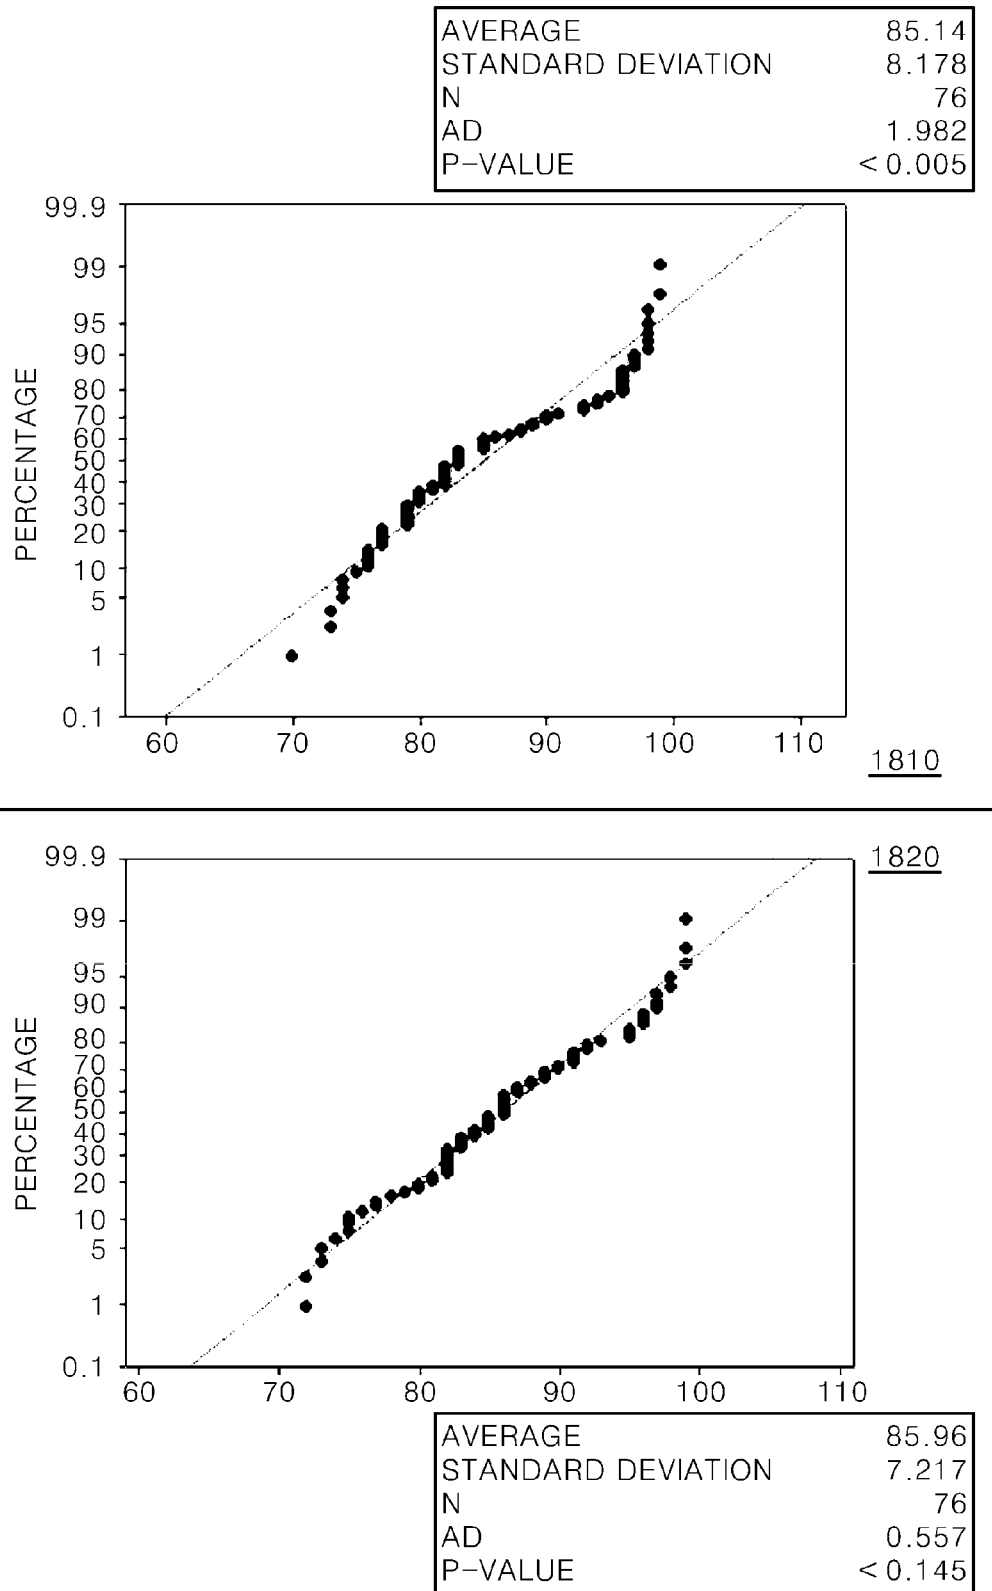 AVERAGE 85.14
STANDARD DEVIATION 8.178
N 76
AD 1.982
P-VALUE < 0.005
99.9
99
95
90
80
70
60
50
40
30
20
10
5
1
0.1
PERCENTAGE
60 70 80 90 100 110
1810
99.9
99
95
90
80
70
60
50
40
30
20
10
5
1
0.1
PERCENTAGE
1820
60 70 80 90 100 110
AVERAGE 85.96
STANDARD DEVIATION 7.217
N 76
AD 0.557
P-VALUE < 0.145